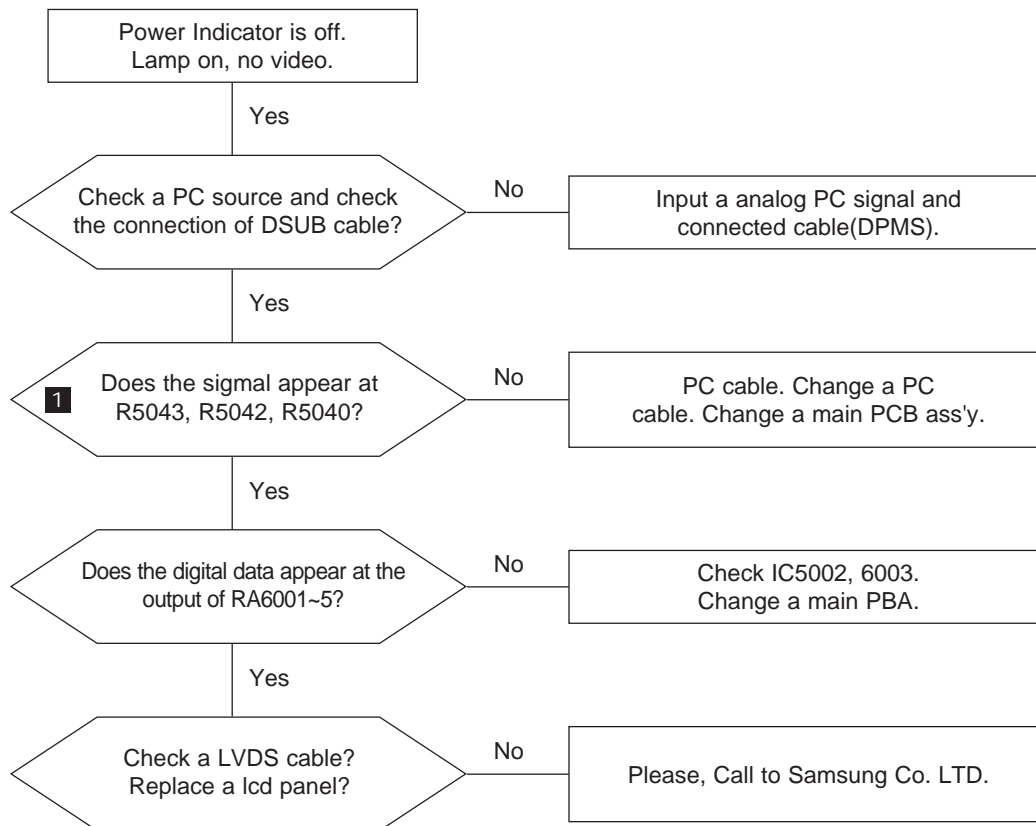 Power Indicator is off.
Lamp on, no video.
Yes
Check a PC source and check
the connection of DSUB cable?
No
Input a analog PC signal and
connected cable(DPMS).
Yes
1
Does the sigmal appear at
R5043, R5042, R5040?
No
PC cable. Change a PC
cable. Change a main PCB ass'y.
Yes
Does the digital data appear at the
output of RA6001~5?
No
Check IC5002, 6003.
Change a main PBA.
Yes
Check a LVDS cable?
Replace a lcd panel?
No
Please, Call to Samsung Co. LTD.